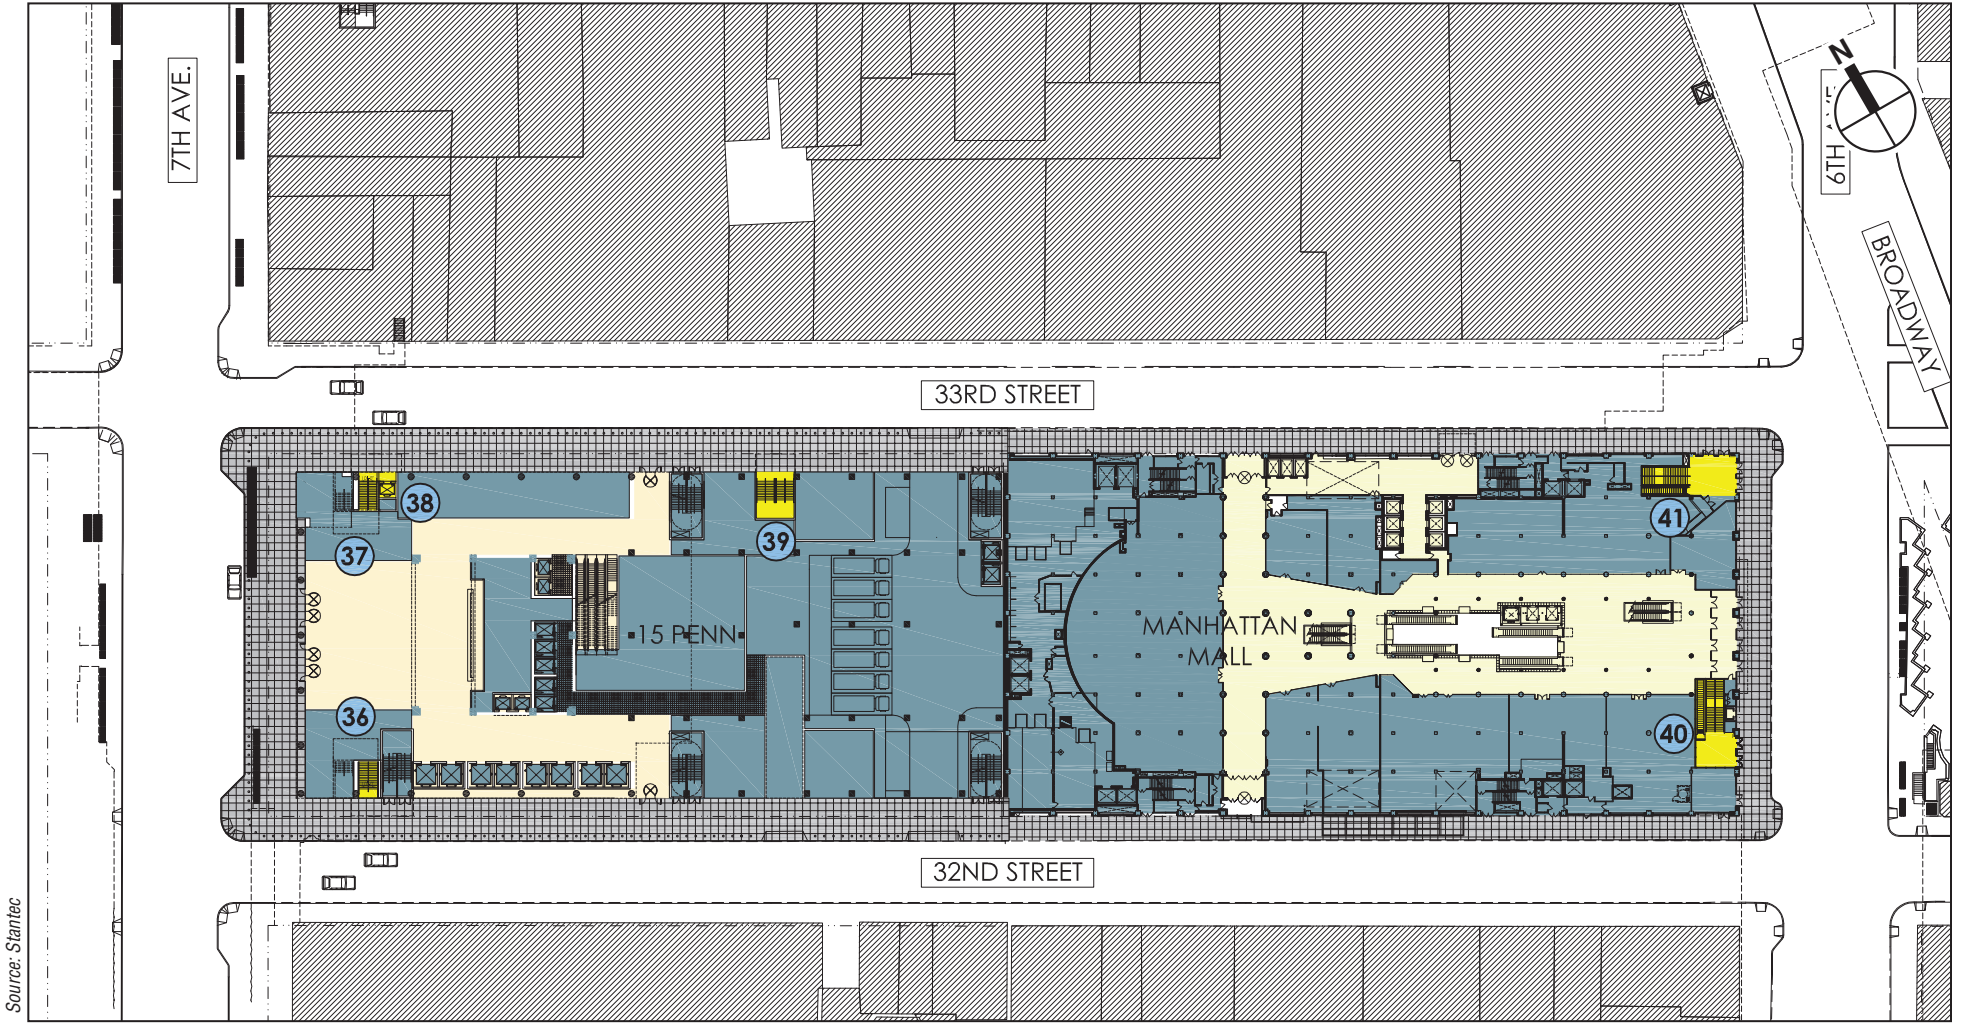 7TH AVE.
N
6TH
BROADWAY
33RD STREET
38
37
39
41
15 PENN
MANHATTAN
MALL
36
40
32ND STREET
Source: Stantec